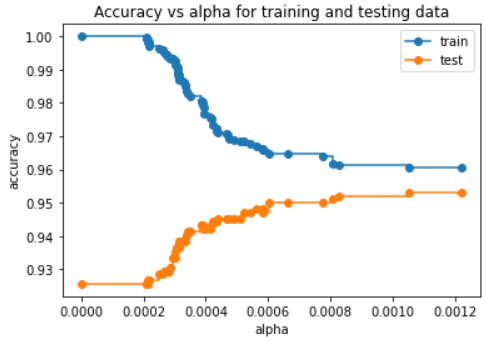 Accuracy vs alpha for training and testing data
train
test
1.00
0.99
0.98
0.97
0.96
0.95
0.94
0.93
accuracy
0.0000 0.0002 0.0004 0.0006 0.0008 0.0010 0.0012
alpha